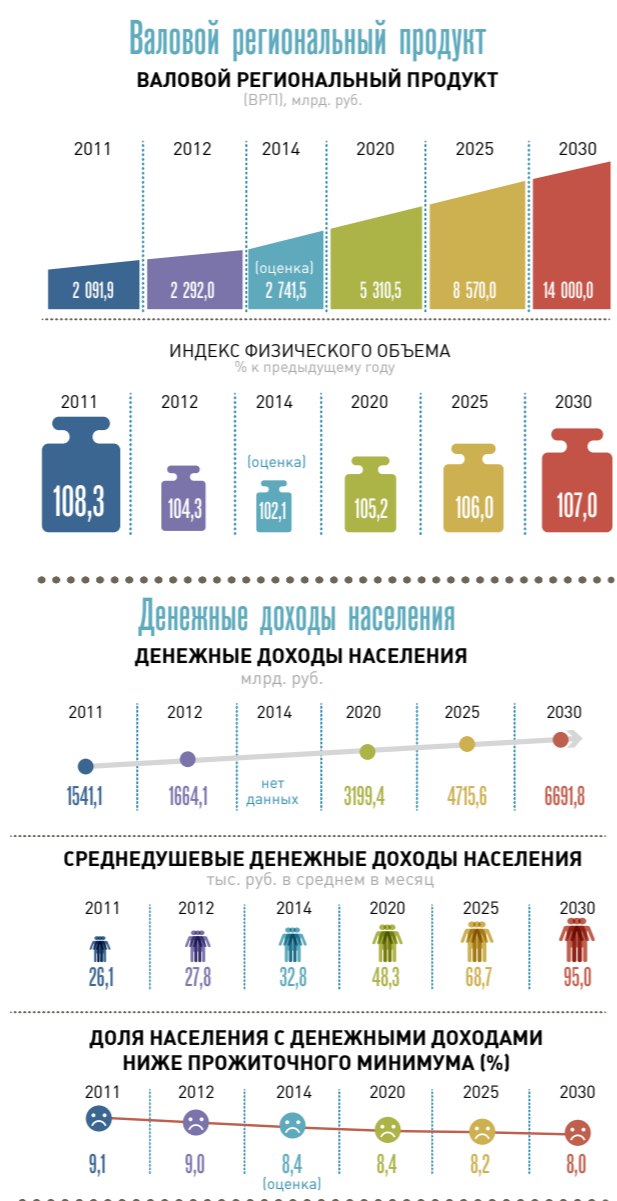 Валовой региональный продукт
ВАЛОВОЙ РЕГИОНАЛЬНЫЙ ПРОДУКТ
(ВРП), млрд. руб.
2011 2012 2014 2020 2025 2030
(оценка)
2 091,9 2 292,0 2 741,5 5 310,5 8 570,0 14 000,0
ИНДЕКС ФИЗИЧЕСКОГО ОБЪЕМА
% к предыдущему году
2011 2012 2014 2020 2025 2030
(оценка)
108,3 104,3 102,1 105,2 106,0 107,0
Денежные доходы населения
ДЕНЕЖНЫЕ ДОХОДЫ НАСЕЛЕНИЯ
млрд. руб.
2011 2012 2014 2020 2025 2030
1541,1 1664,1 нет данных 3199,4 4715,6 6691,8
СРЕДНЕДУШЕВЫЕ ДЕНЕЖНЫЕ ДОХОДЫ НАСЕЛЕНИЯ
тыс. руб. в среднем в месяц
2011 2012 2014 2020 2025 2030
26,1 27,8 32,8 48,3 68,7 95,0
ДОЛЯ НАСЕЛЕНИЯ С ДЕНЕЖНЫМИ ДОХОДАМИ
НИЖЕ ПРОЖИТОЧНОГО МИНИМУМА (%)
2011 2012 2014 2020 2025 2030
9,1 9,0 8,4 8,4 8,2 8,0
(оценка)